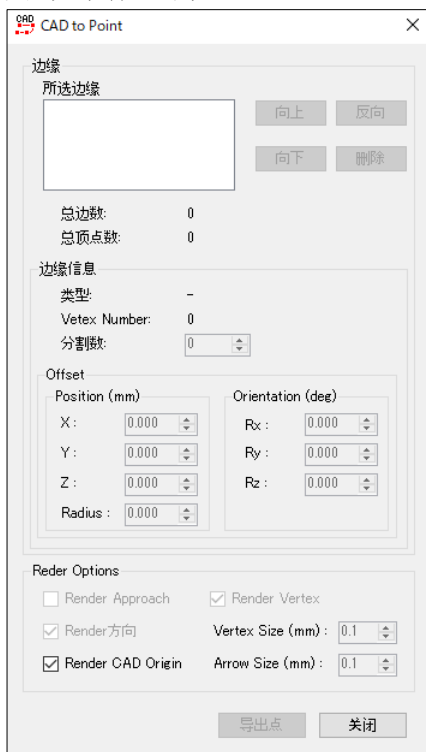 CAD
CAD to Point
边缘
所选边缘
向上 反向
向下 删除
总边数: 0
总顶点数: 0
边缘信息
类型: -
Vetex Number: 0
分割数: 0
Offset
Position (mm) Orientation (deg)
X : 0.000 Rx : 0.000
Y : 0.000 Ry : 0.000
Z : 0.000 Rz : 0.000
Radius : 0.000
Reder Options
Render Approach Render Vertex
Render方向 Vertex Size (mm) : 0.1
Render CAD Origin Arrow Size (mm) : 0.1
导出点 关闭